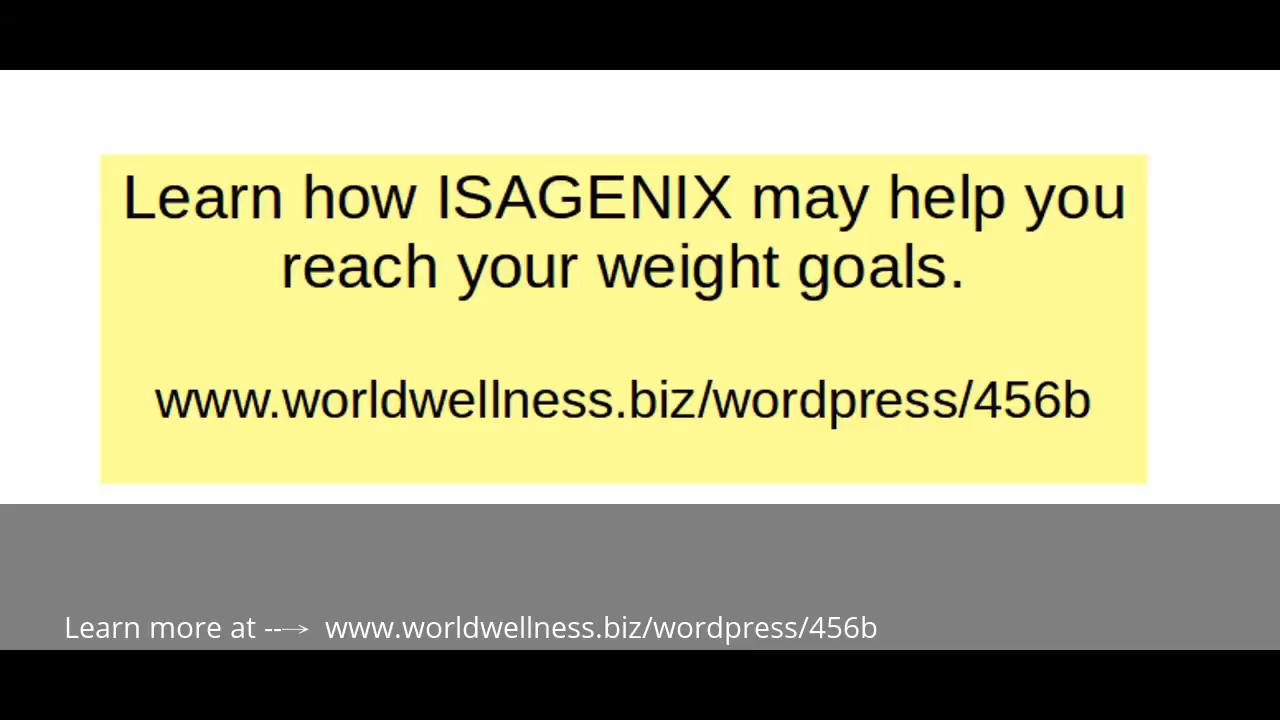 Learn how ISAGENIX may help you
reach your weight goals.
www.worldwellness.biz/wordpress/456b
Learn more at --→ www.worldwellness.biz/wordpress/456b